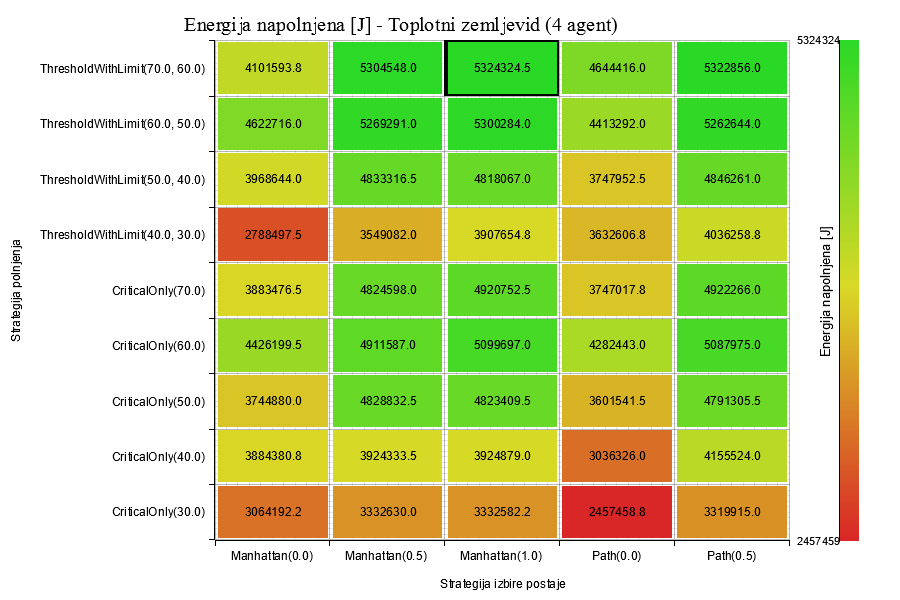 Energija napolnjena [J] - Toplotni zemljevid (4 agent)
5324324
ThresholdWithLimit(70.0, 60.0) 4101593.8 5304548.0 5324324.5 4644416.0 5322856.0
ThresholdWithLimit(60.0, 50.0) 4622716.0 5269291.0 5300284.0 4413292.0 5262644.0
ThresholdWithLimit(50.0, 40.0) 3968644.0 4833316.5 4818067.0 3747952.5 4846261.0
ThresholdWithLimit(40.0, 30.0) 2788497.5 3549082.0 3907654.8 3632606.8 4036258.8
CriticalOnly(70.0) 3883476.5 4824598.0 4920752.5 3747017.8 4922266.0
CriticalOnly(60.0) 4426199.5 4911587.0 5099697.0 4282443.0 5087975.0
CriticalOnly(50.0) 3744880.0 4828832.5 4823409.5 3601541.5 4791305.5
CriticalOnly(40.0) 3884380.8 3924333.5 3924879.0 3036326.0 4155524.0
CriticalOnly(30.0) 3064192.2 3332630.0 3332582.2 2457458.8 3319915.0
2457459
Manhattan(0.0) Manhattan(0.5) Manhattan(1.0) Path(0.0) Path(0.5)
Strategija izbire postaje
Strategija polnjenja
Energija napolnjena [J]